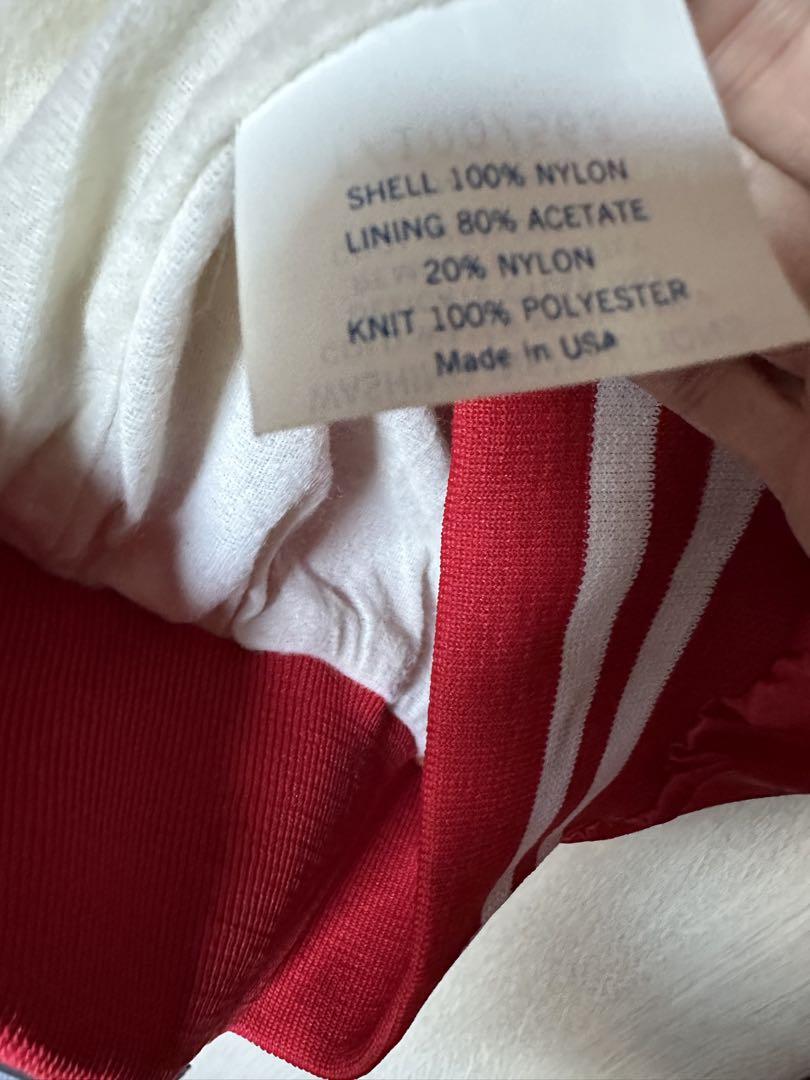 SHELL 100% NYLON
LINING 80% ACETATE
20% NYLON
KNIT 100% POLYESTER
Made in USA